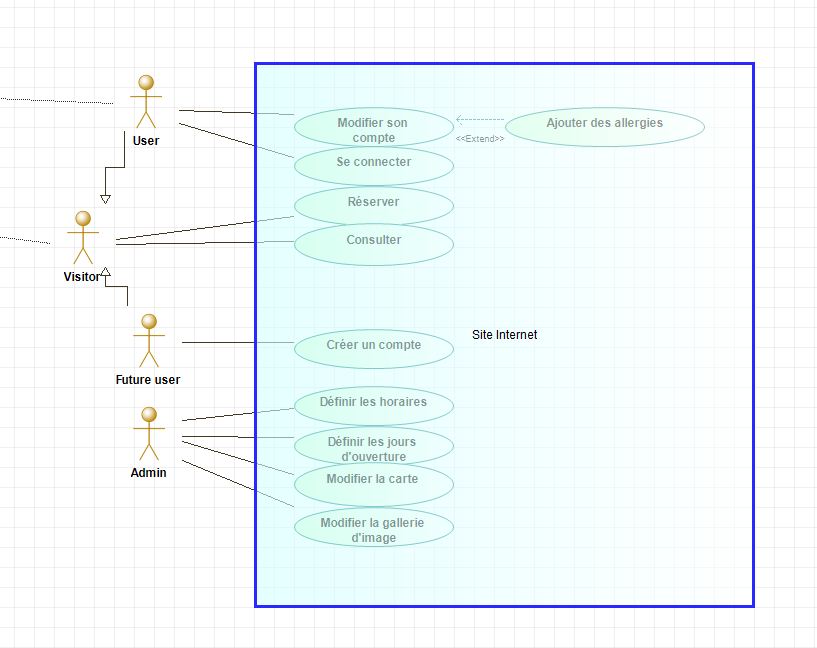 User
Modifier son
compte
<<Extend>>
Ajouter des allergies
Se connecter
Réserver
Consulter
Visitor
Créer un compte
Site Internet
Future user
Définir les horaires
Définir les jours
d'ouverture
Admin
Modifier la carte
Modifier la gallerie
d'image